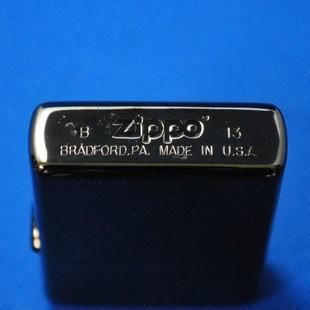 B Zippo 13
BRADFORD, PA. MADE IN U.S.A.